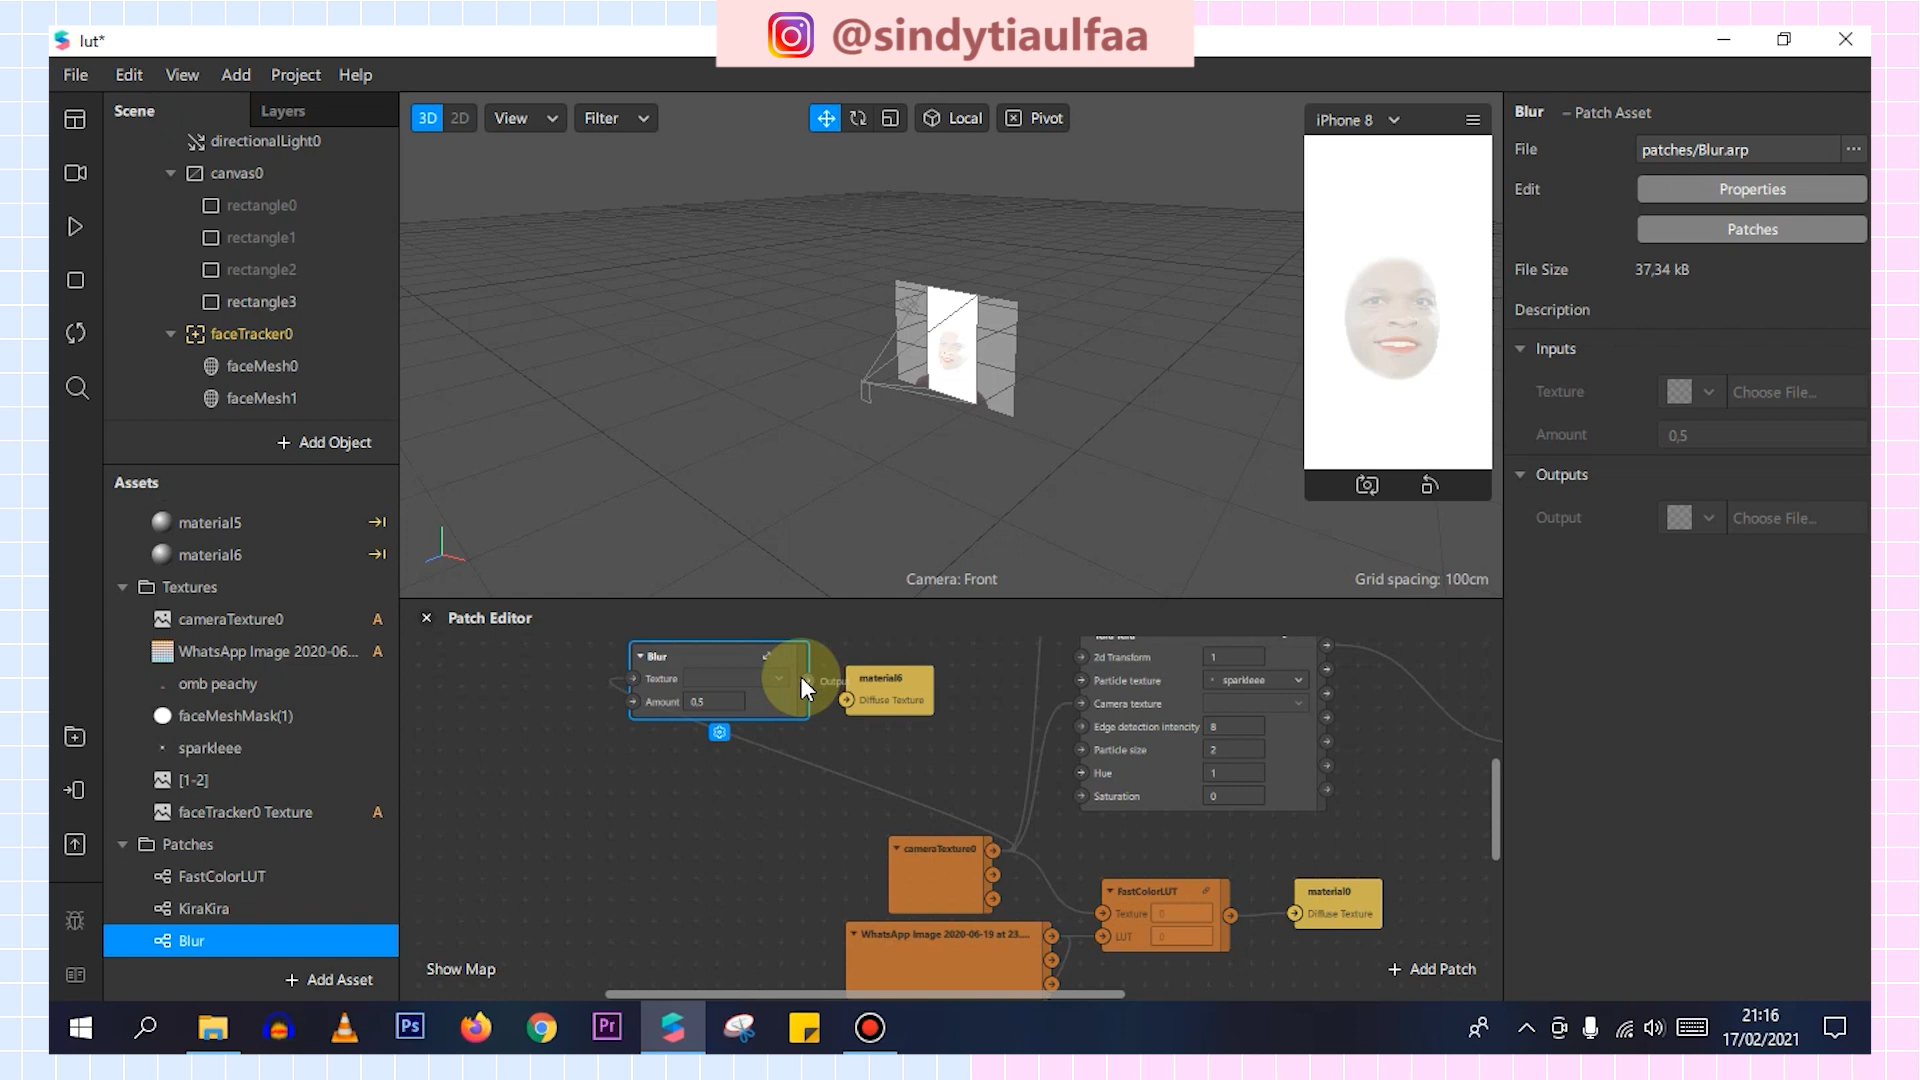 @sindytiaulfaa
lut*
File Edit View Add Project Help
Scene Layers
directionalLight0
canvas0
rectangle0
rectangle1
rectangle2
rectangle3
faceTracker0
faceMesh0
faceMesh1
+ Add Object
Assets
material5
material6
Textures
cameraTexture0 A
WhatsApp Image 2020-06... A
omb peachy
faceMeshMask(1)
sparkleee
[1-2]
faceTracker0 Texture A
Patches
FastColorLUT
KiraKira
Blur
+ Add Asset
3D 2D View Filter Local Pivot
iPhone 8
Camera: Front
Grid spacing: 100cm
Patch Editor
Blur
Texture
Amount 0,5
Output
material6
Diffuse Texture
2d Transform 1
Particle texture sparkleee
Camera texture
Edge detection intencity 8
Particle size 2
Hue 1
Saturation 0
cameraTexture0
FastColorLUT
Texture 0
LUT 0
material0
Diffuse Texture
WhatsApp Image 2020-06-19 at 23....
Show Map
+ Add Patch
Blur – Patch Asset
File patches/Blur.arp ...
Edit Properties
Patches
File Size 37,34 kB
Description
Inputs
Texture Choose File...
Amount 0,5
Outputs
Output Choose File...
Ps
Pr
21:16
17/02/2021